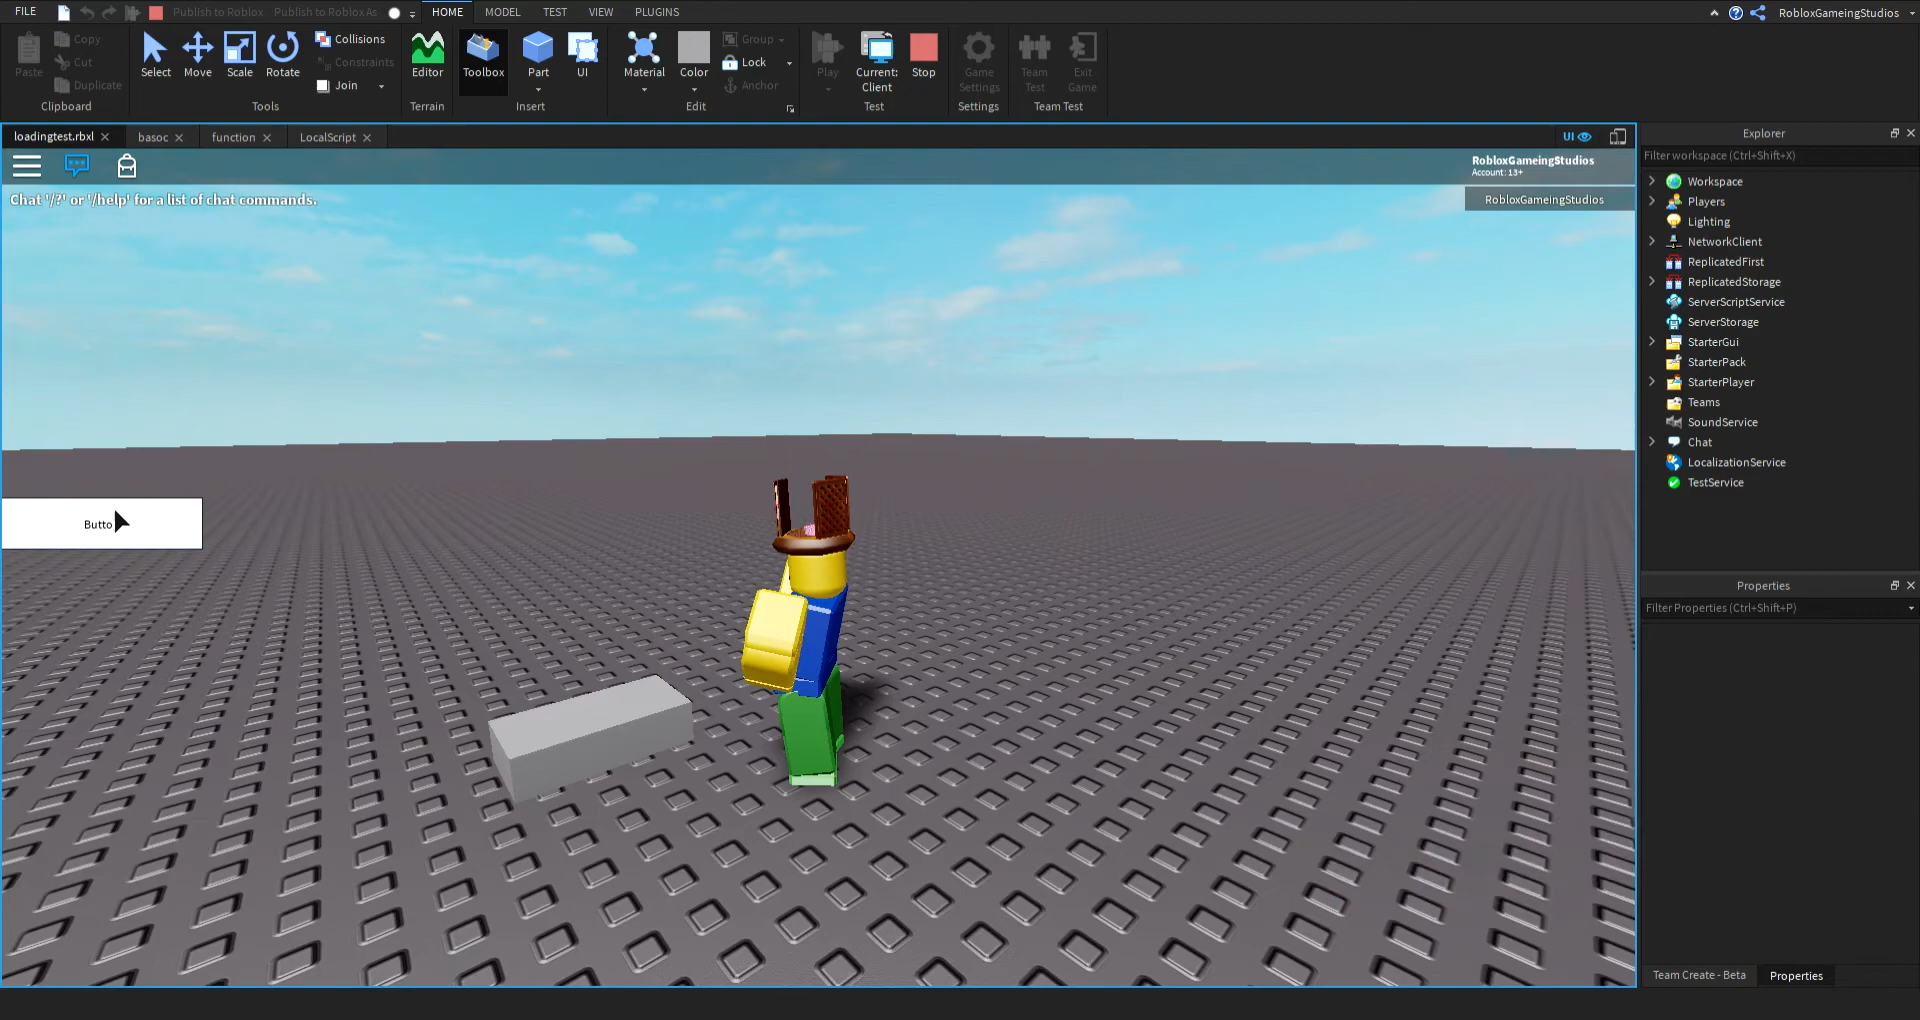 FILE Publish to Roblox Publish to Roblox As HOME MODEL TEST VIEW PLUGINS RobloxGameingStudios
Paste Copy Cut Duplicate
Clipboard
Select Move Scale Rotate Collisions Constraints Join
Tools
Editor
Terrain
Toolbox Part UI
Insert
Material Color Group Lock Anchor
Edit
Play Current: Client Stop
Test
Game Settings
Settings
Team Test Exit Game
Team Test
loadingtest.rbxl basoc function LocalScript UI
RobloxGameingStudios
Account: 13+
RobloxGameingStudios
Chat '/?' or '/help' for a list of chat commands.
Butto
Explorer
Filter workspace (Ctrl+Shift+X)
Workspace
Players
Lighting
NetworkClient
ReplicatedFirst
ReplicatedStorage
ServerScriptService
ServerStorage
StarterGui
StarterPack
StarterPlayer
Teams
SoundService
Chat
LocalizationService
TestService
Properties
Filter Properties (Ctrl+Shift+P)
Team Create - Beta Properties